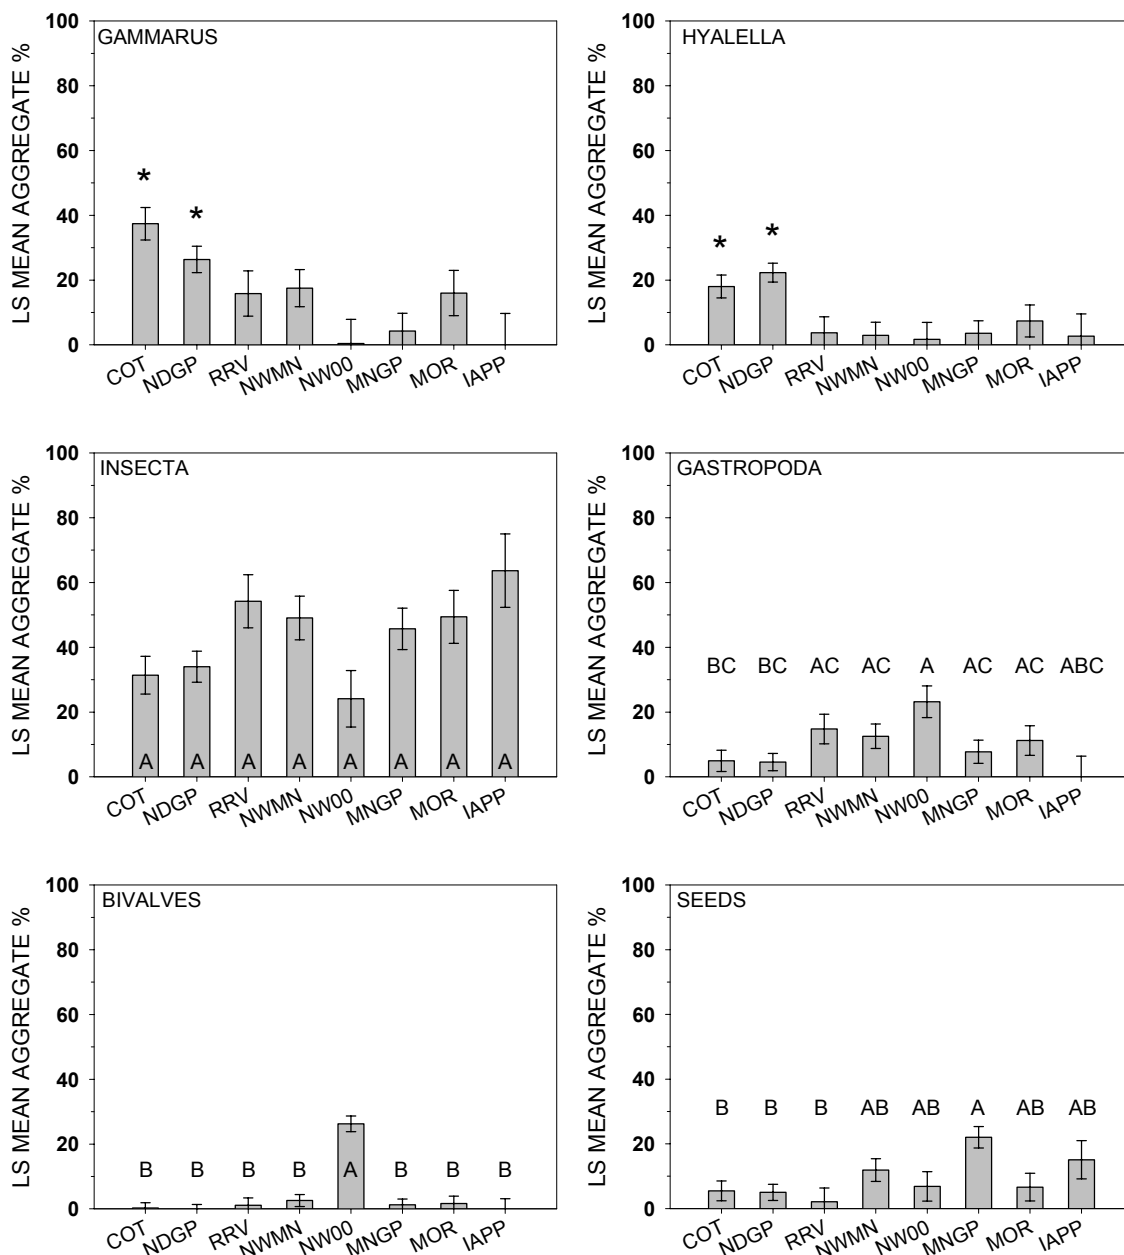 GAMMARUS
LS MEAN AGGREGATE %
100
80
60
40
20
0
* *
COT NDGP RRV NWMN NW00 MNGP MOR IAPP
HYALELLA
LS MEAN AGGREGATE %
100
80
60
40
20
0
* *
COT NDGP RRV NWMN NW00 MNGP MOR IAPP
INSECTA
LS MEAN AGGREGATE %
100
80
60
40
20
0
A A A A A A A A
COT NDGP RRV NWMN NW00 MNGP MOR IAPP
GASTROPODA
LS MEAN AGGREGATE %
100
80
60
40
20
0
BC BC AC AC A AC AC ABC
COT NDGP RRV NWMN NW00 MNGP MOR IAPP
BIVALVES
LS MEAN AGGREGATE %
100
80
60
40
20
0
B B B B A B B B
COT NDGP RRV NWMN NW00 MNGP MOR IAPP
SEEDS
LS MEAN AGGREGATE %
100
80
60
40
20
0
B B B AB AB A AB AB
COT NDGP RRV NWMN NW00 MNGP MOR IAPP